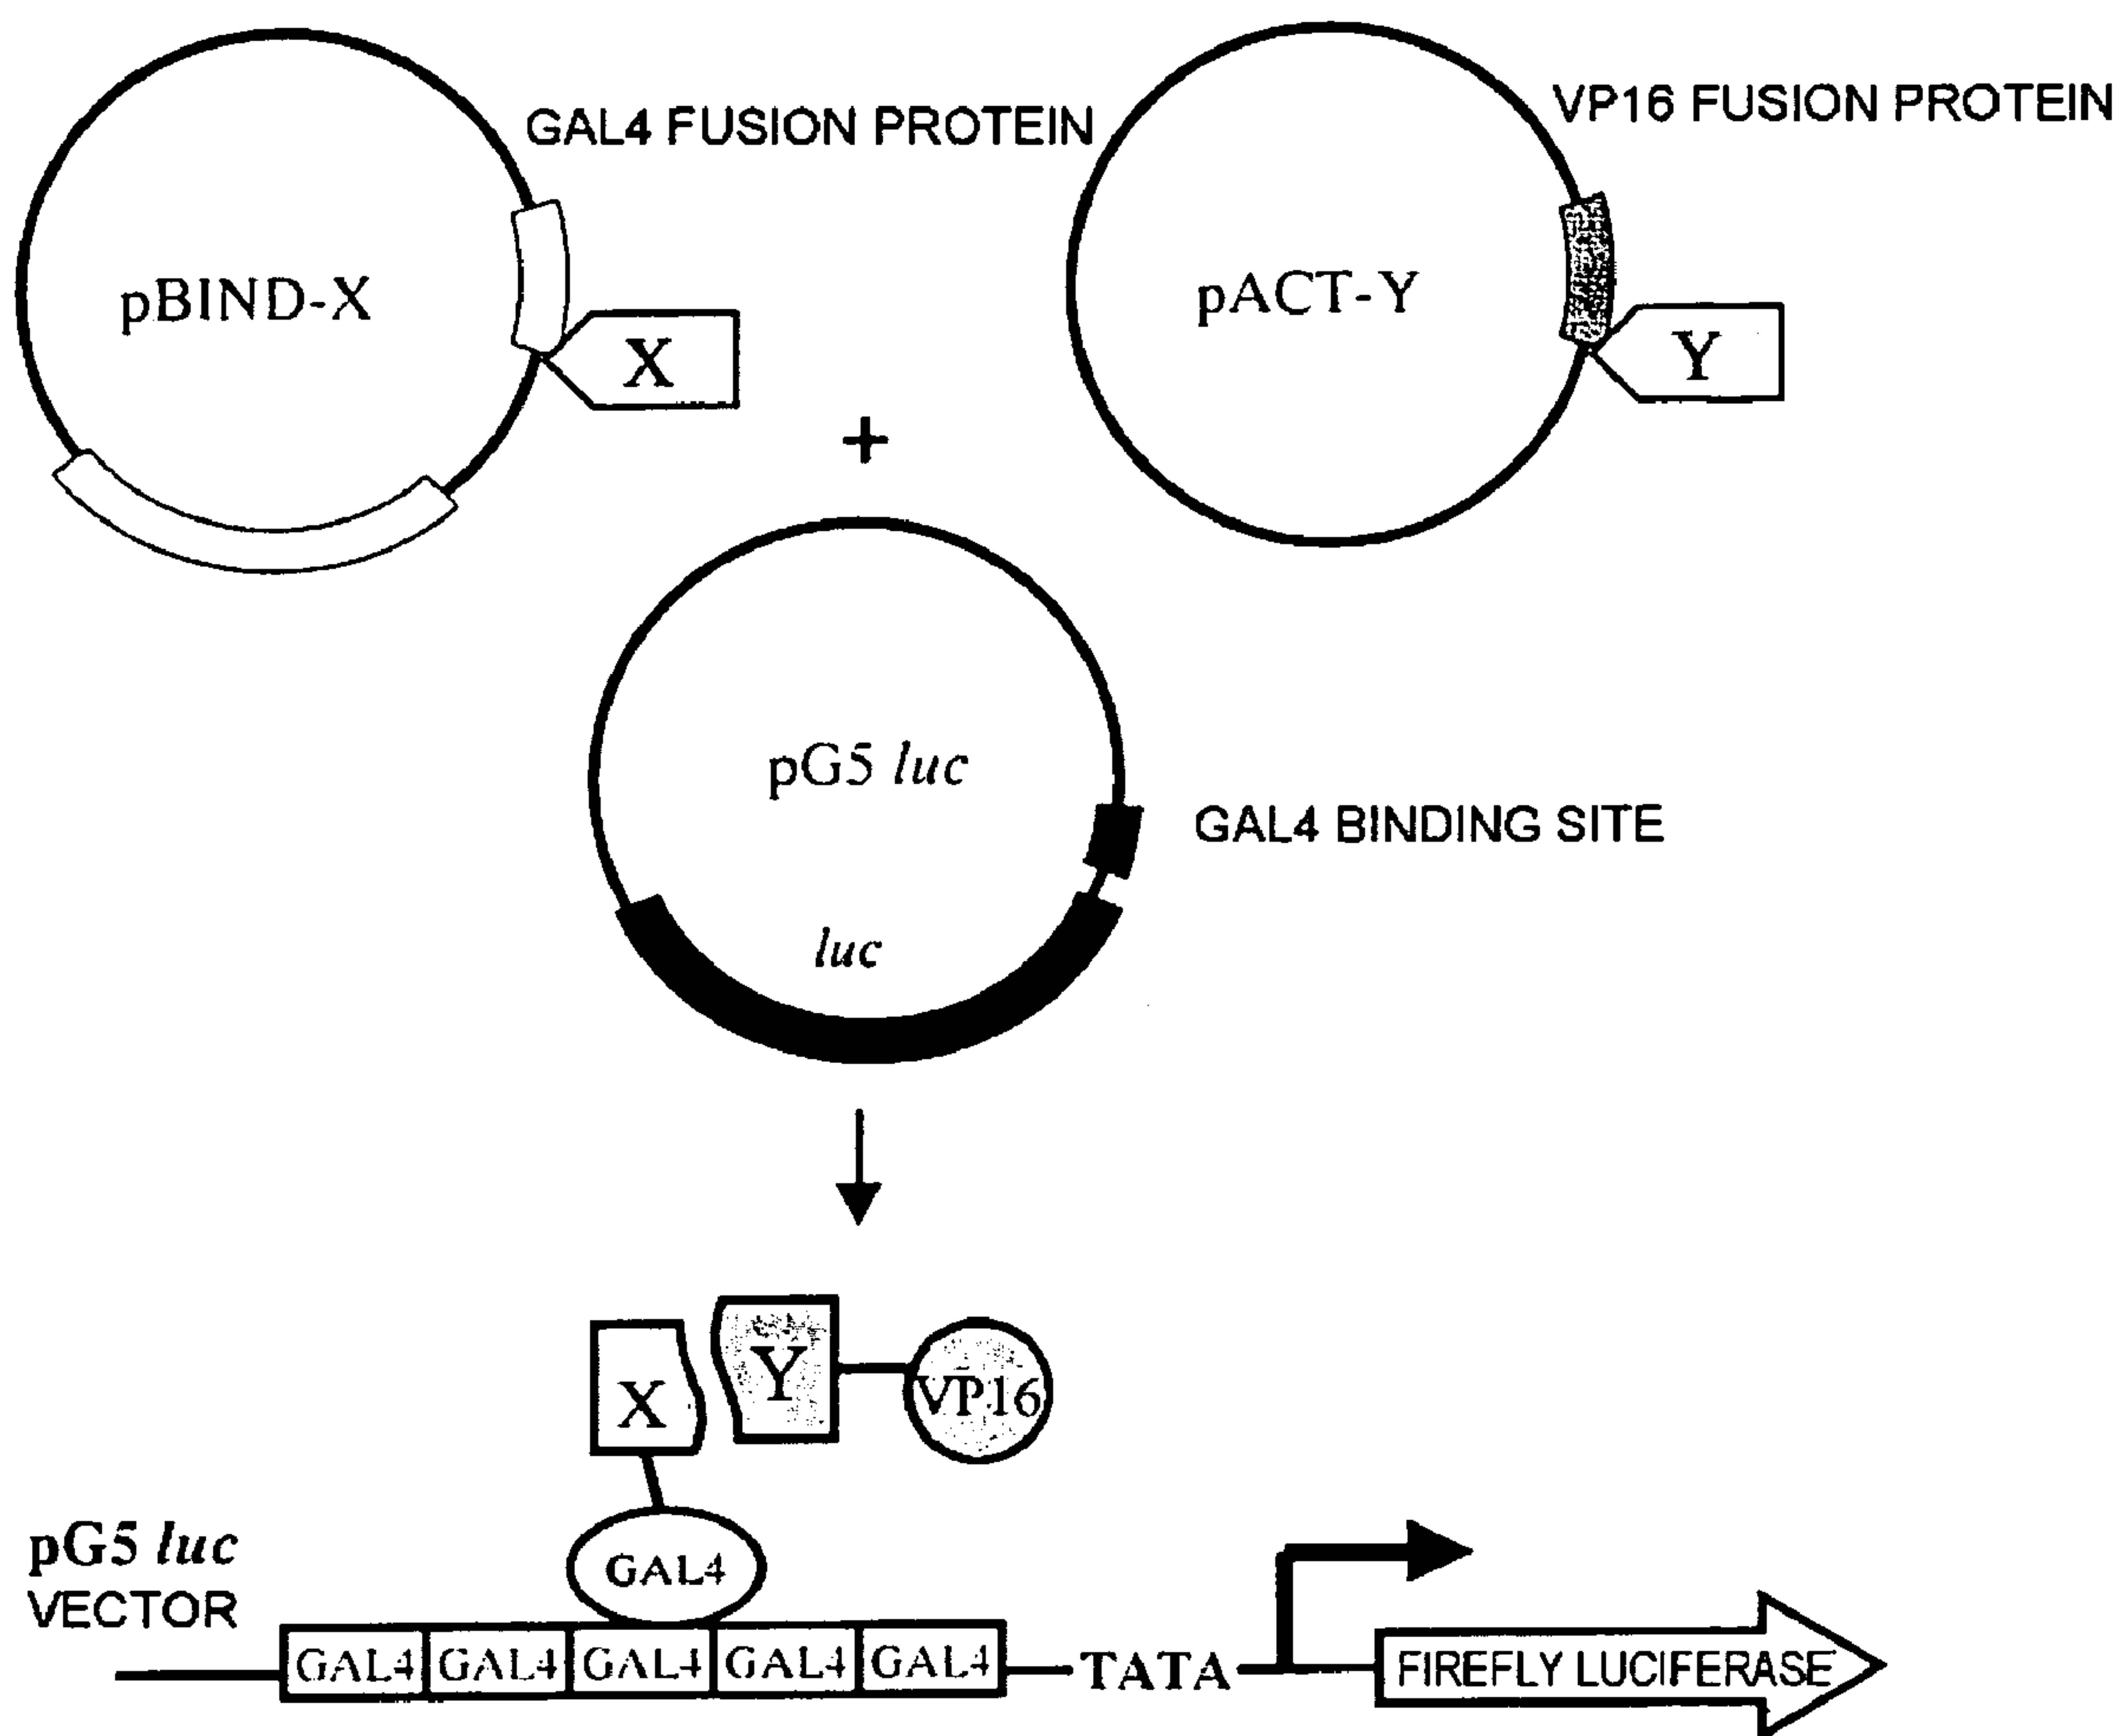 GAL4 FUSION PROTEIN
VP16 FUSION PROTEIN
pBIND-X
pACT-Y
X
Y
+
pG5 luc
GAL4 BINDING SITE
luc
X
Y
VP16
GAL4
pG5 luc
VECTOR
GAL4 GAL4 GAL4 GAL4 GAL4
TATA
FIREFLY LUCIFERASE